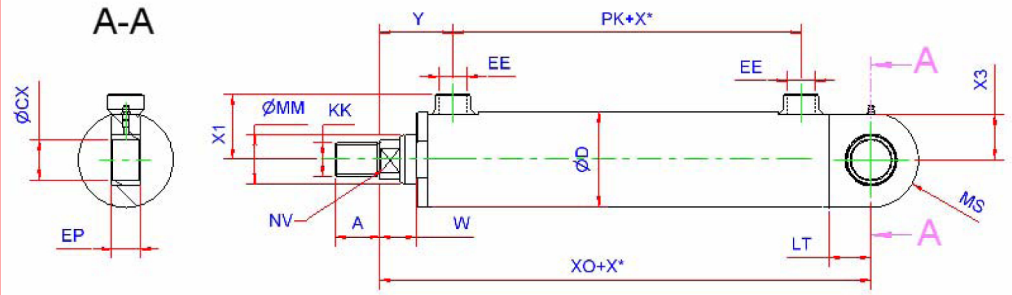 A-A
Y
PK+X*
EE
EE
A
ØCX
X1
ØMM
KK
X3
ØD
NV
A
W
MS
EP
LT
A
XO+X*